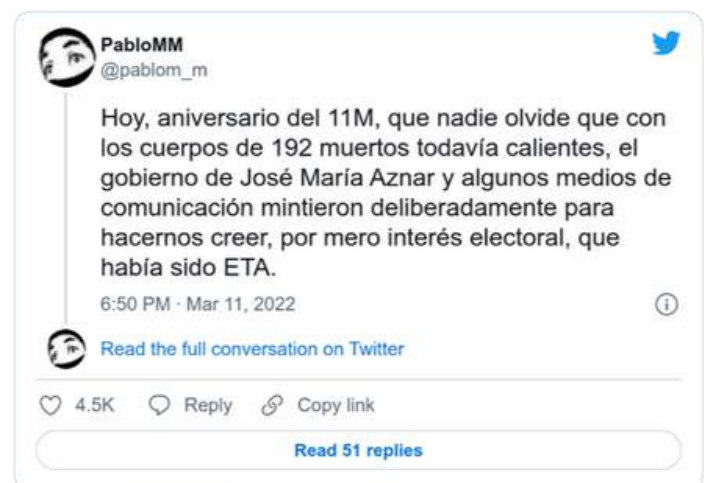 PabloMM
@pablom_m
Hoy, aniversario del 11M, que nadie olvide que con
los cuerpos de 192 muertos todavía calientes, el
gobierno de José María Aznar y algunos medios de
comunicación mintieron deliberadamente para
hacernos creer, por mero interés electoral, que
había sido ETA.
6:50 PM · Mar 11, 2022
Read the full conversation on Twitter
4.5K Reply Copy link
Read 51 replies